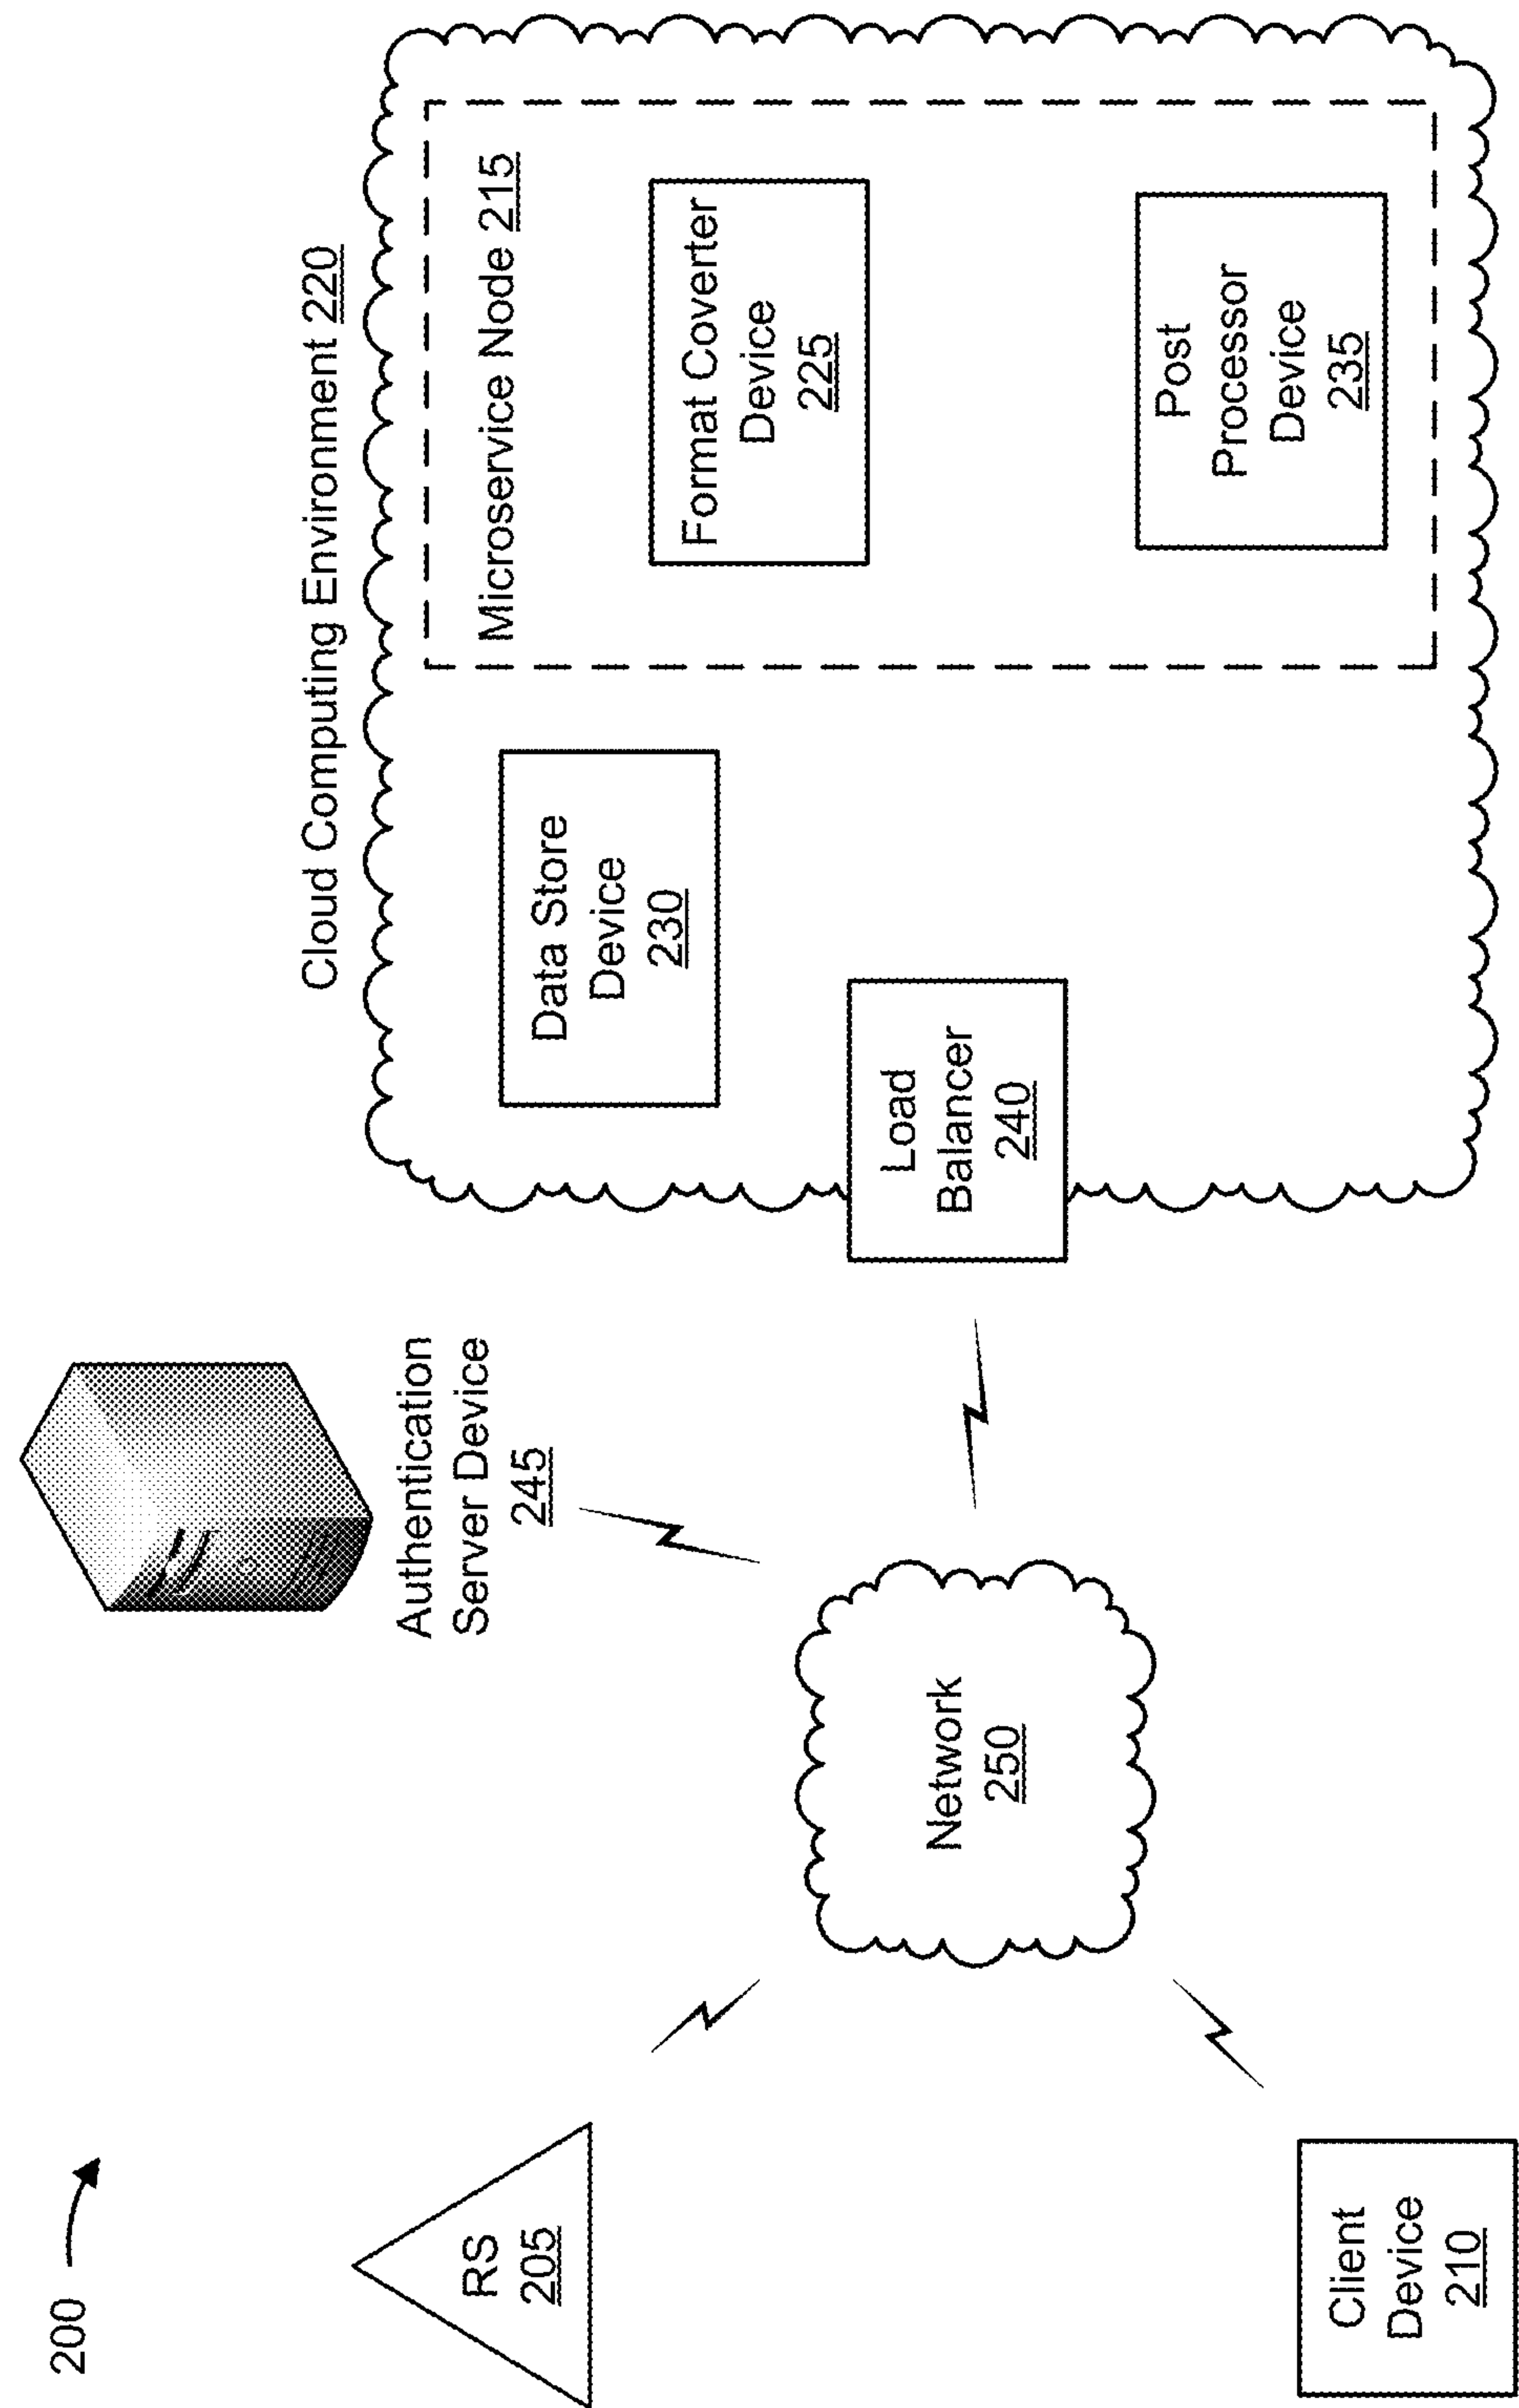 200
Cloud Computing Environment 220
Authentication
Server Device
245
Microservice Node 215
RS
205
Data Store
Device
230
Format Coverter
Device
225
Network
250
Load
Balancer
240
Client
Device
210
Post
Processor
Device
235